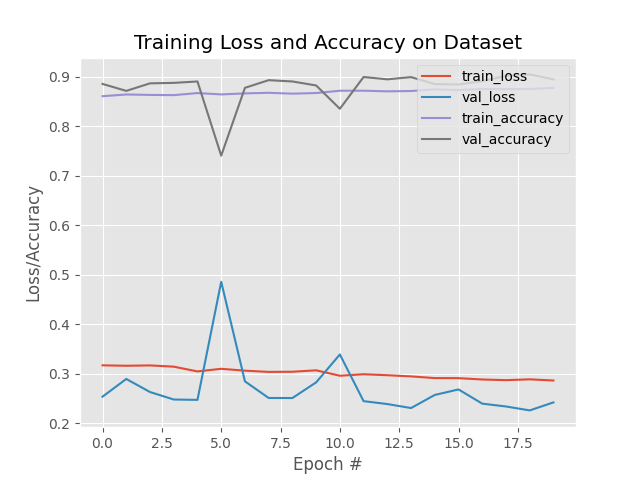 Training Loss and Accuracy on Dataset
0.9
0.8
0.7
0.6
0.5
0.4
0.3
0.2
Loss/Accuracy
train_loss
val_loss
train_accuracy
val_accuracy
0.0 2.5 5.0 7.5 10.0 12.5 15.0 17.5
Epoch #